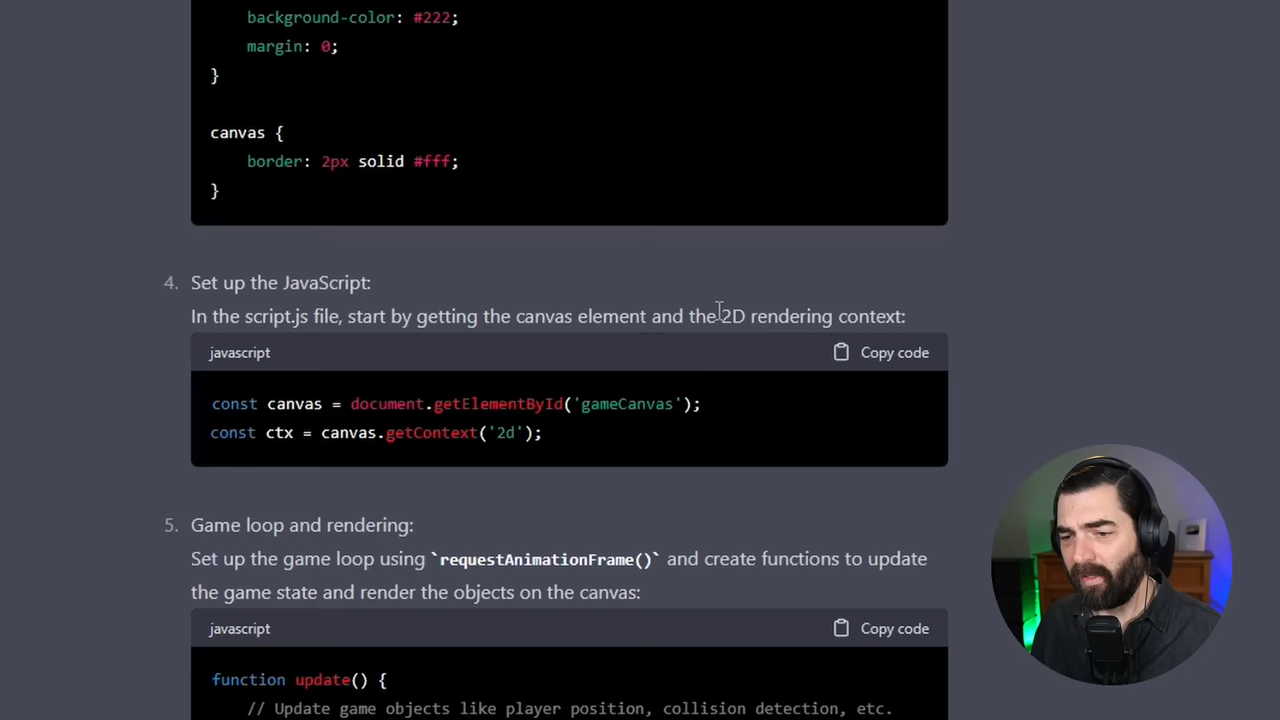 background-color: #222;
margin: 0;
}
canvas {
border: 2px solid #fff;
}
4. Set up the JavaScript:
In the script.js file, start by getting the canvas element and the 2D rendering context:
javascript Copy code
const canvas = document.getElementById('gameCanvas');
const ctx = canvas.getContext('2d');
5. Game loop and rendering:
Set up the game loop using `requestAnimationFrame()` and create functions to update
the game state and render the objects on the canvas:
javascript Copy code
function update() {
// Update game objects like player position, collision detection, etc.